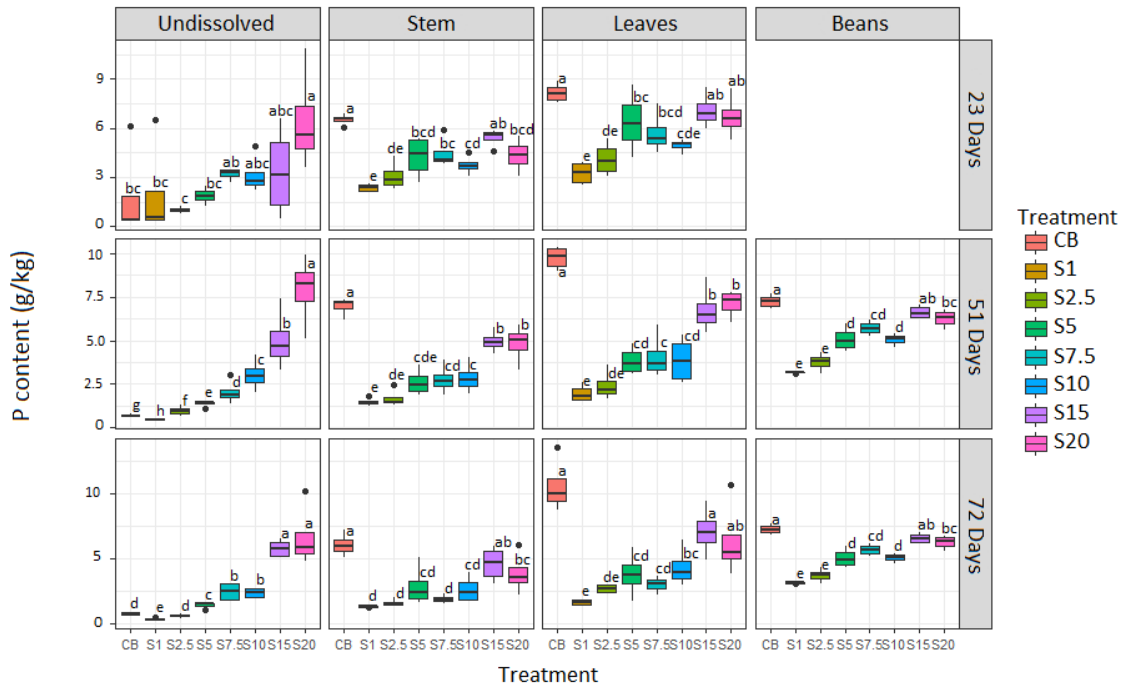 Undissolved Stem Leaves Beans
P content (g/kg)
9
6
3
0
bc bc c bc ab abc abc a
a e de bcd bc cd ab bcd
a e de bc bcd cde ab ab
23 Days
10
7.5
5.0
2.5
0
g h f e d c b a
a e de cde cd c b b
a e de cd c cd b b
a e e d cd d ab bc
51 Days
10
5
0
d e d c b b a a
a d d cd d cd ab bc
a e de cd cd bc a ab
a e e d cd d ab bc
72 Days
CB S1 S2.5 S5 S7.5 S10 S15 S20 CB S1 S2.5 S5 S7.5 S10 S15 S20 CB S1 S2.5 S5 S7.5 S10 S15 S20 CB S1 S2.5 S5 S7.5 S10 S15 S20
Treatment
Treatment
CB
S1
S2.5
S5
S7.5
S10
S15
S20